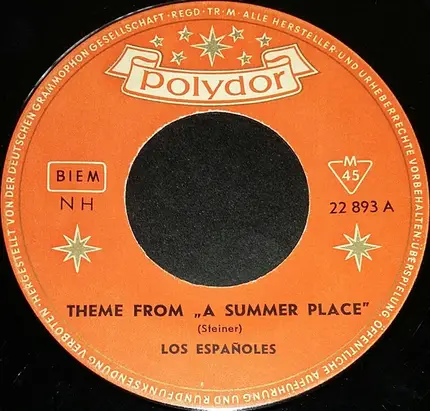 HERGESTELLT VON DER DEUTSCHEN GRAMMOPHON GESELLSCHAFT · REGD · TR · M · ALLE HERSTELLER- UND URHEBERRECHTE VORBEHALTEN · ÜBERSPIELUNG, ÖFFENTLICHE AUFFÜHRUNG UND RUNDFUNKSENDUNG VERBOTEN ·
Polydor
BIEM
NH
M
45
22 893 A
THEME FROM „A SUMMER PLACE"
(Steiner)
LOS ESPAÑOLES